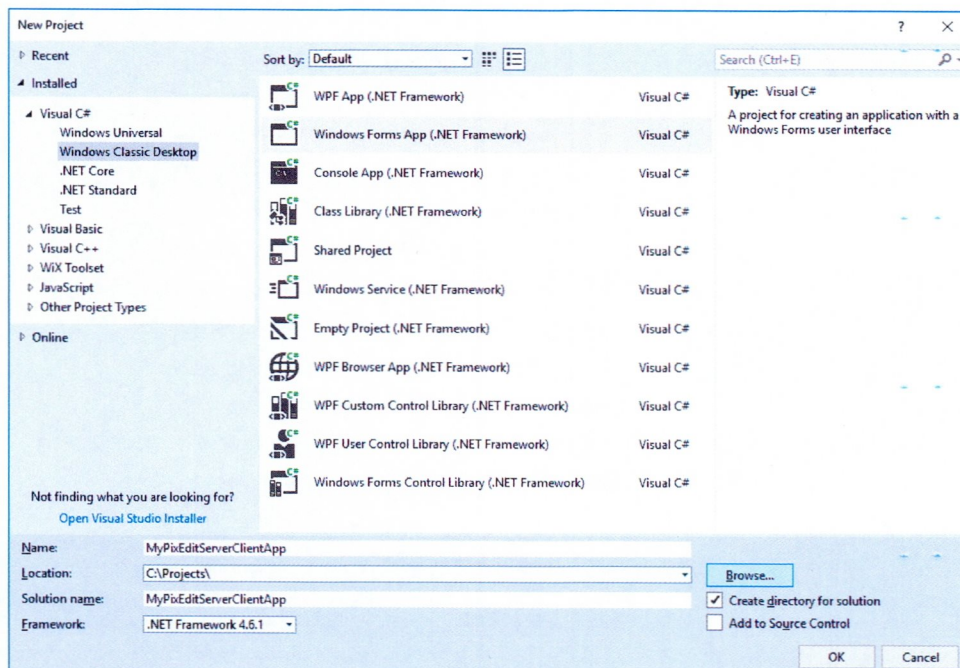 New Project
? ×
Recent
Installed
Visual C#
Windows Universal
Windows Classic Desktop
.NET Core
.NET Standard
Test
Visual Basic
Visual C++
WiX Toolset
JavaScript
Other Project Types
Online
Not finding what you are looking for?
Open Visual Studio Installer
Sort by: Default
WPF App (.NET Framework) Visual C#
Windows Forms App (.NET Framework) Visual C#
Console App (.NET Framework) Visual C#
Class Library (.NET Framework) Visual C#
Shared Project Visual C#
Windows Service (.NET Framework) Visual C#
Empty Project (.NET Framework) Visual C#
WPF Browser App (.NET Framework) Visual C#
WPF Custom Control Library (.NET Framework) Visual C#
WPF User Control Library (.NET Framework) Visual C#
Windows Forms Control Library (.NET Framework) Visual C#
Search (Ctrl+E)
Type: Visual C#
A project for creating an application with a
Windows Forms user interface
Name: MyPixEditServerClientApp
Location: C:\Projects\
Browse...
Solution name: MyPixEditServerClientApp
Create directory for solution
Framework: .NET Framework 4.6.1
Add to Source Control
OK Cancel